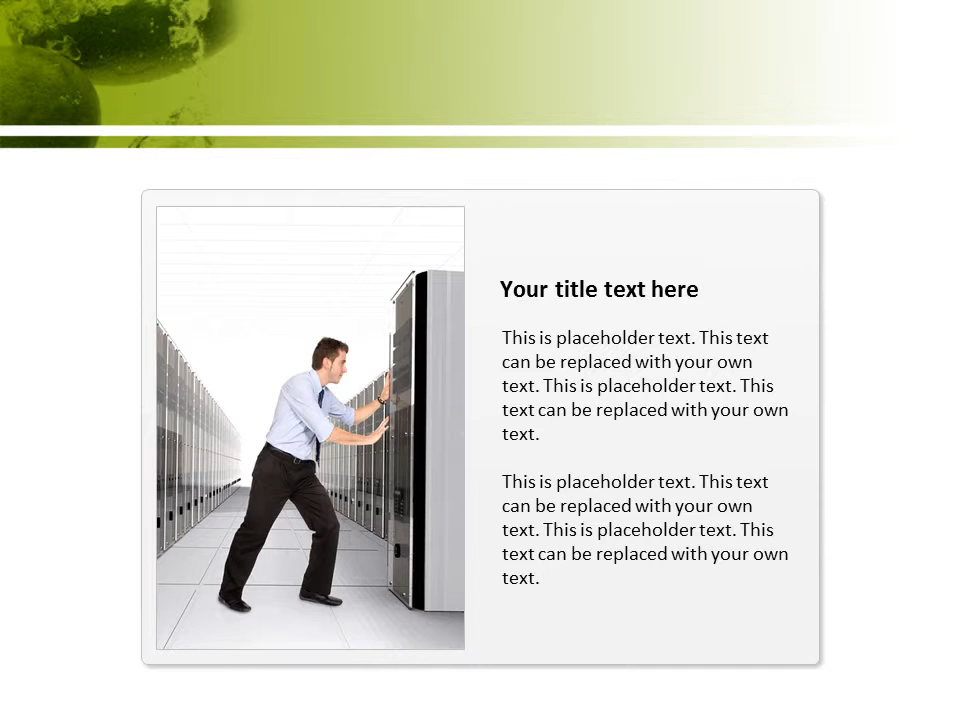 Your title text here
This is placeholder text. This text
can be replaced with your own
text. This is placeholder text. This
text can be replaced with your own
text.
This is placeholder text. This text
can be replaced with your own
text. This is placeholder text. This
text can be replaced with your own
text.